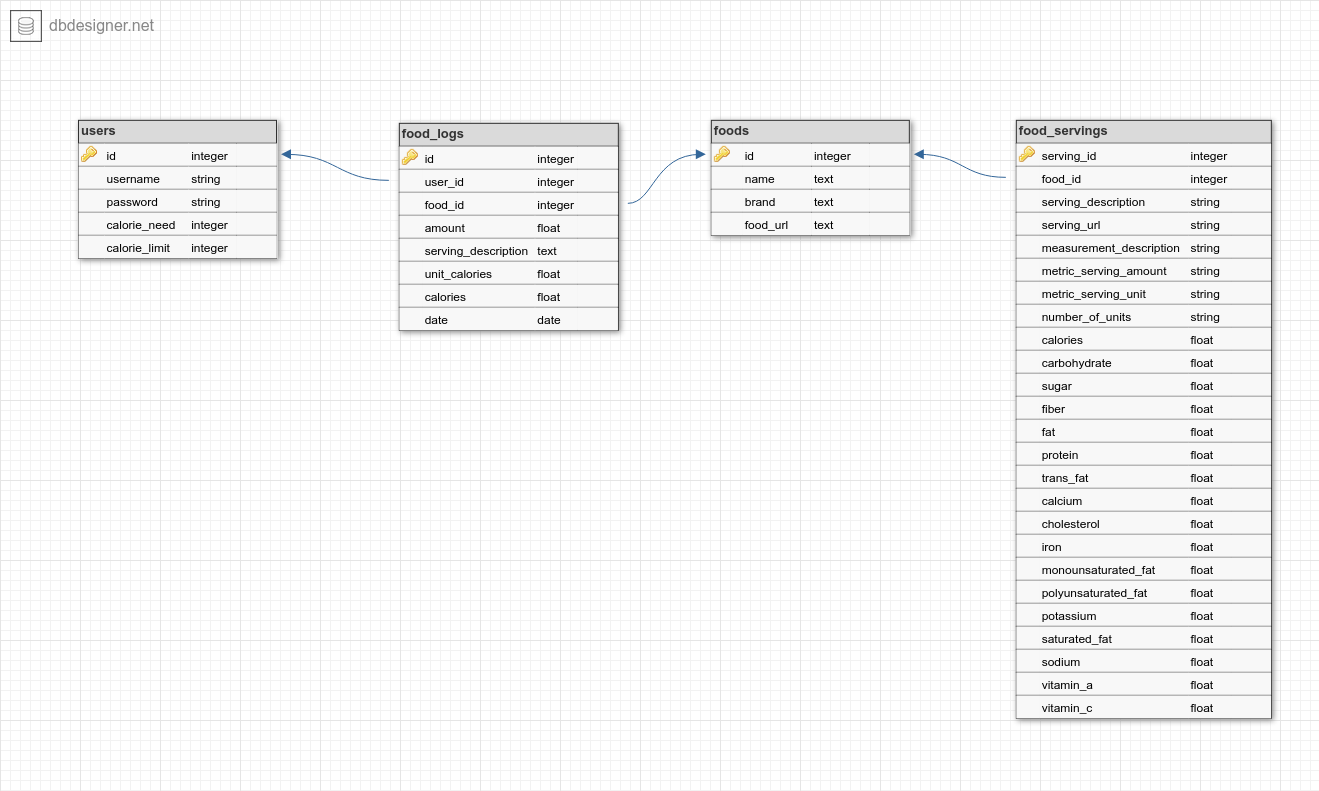 dbdesigner.net
users
id integer
username string
password string
calorie_need integer
calorie_limit integer
food_logs
id integer
user_id integer
food_id integer
amount float
serving_description text
unit_calories float
calories float
date date
foods
id integer
name text
brand text
food_url text
food_servings
serving_id integer
food_id integer
serving_description string
serving_url string
measurement_description string
metric_serving_amount string
metric_serving_unit string
number_of_units string
calories float
carbohydrate float
sugar float
fiber float
fat float
protein float
trans_fat float
calcium float
cholesterol float
iron float
monounsaturated_fat float
polyunsaturated_fat float
potassium float
saturated_fat float
sodium float
vitamin_a float
vitamin_c float